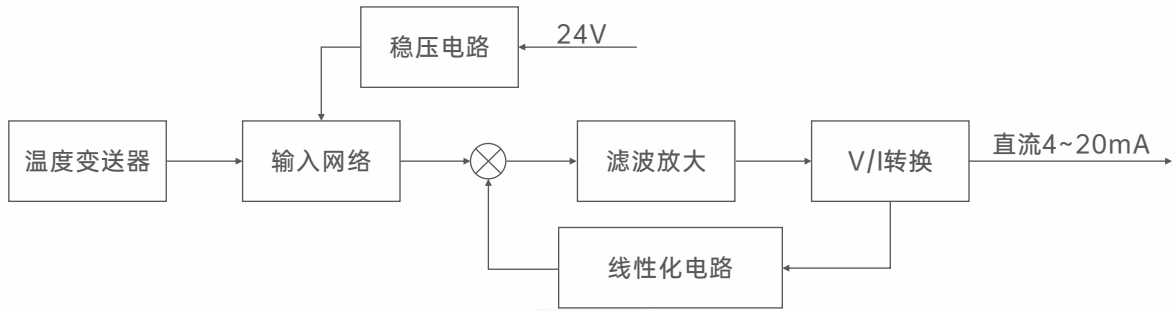 稳压电路
24V
温度变送器
输入网络
滤波放大
V/I转换
直流4~20mA
线性化电路